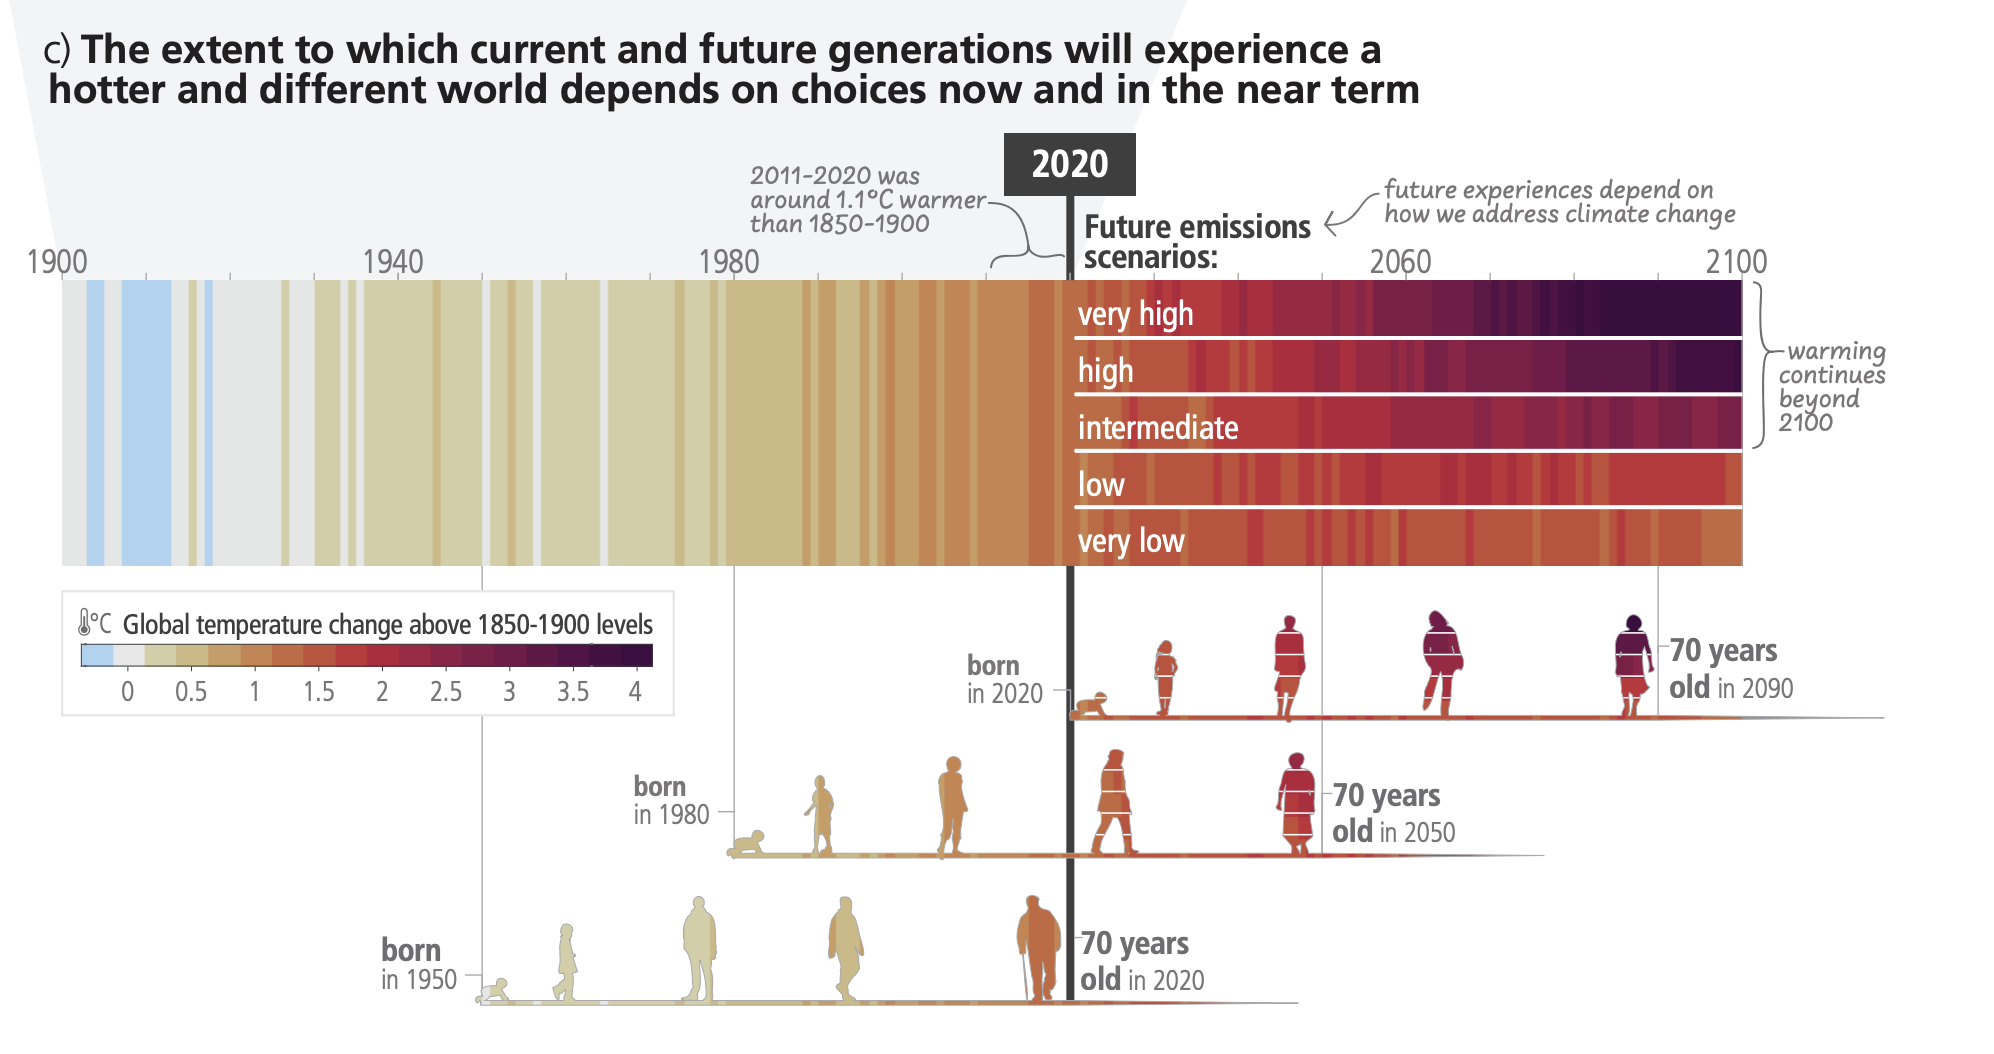 c) The extent to which current and future generations will experience a
hotter and different world depends on choices now and in the near term
2020
2011-2020 was
around 1.1°C warmer
than 1850-1900
future experiences depend on
how we address climate change
Future emissions
scenarios:
1900
1940
1980
2060
2100
very high
high
intermediate
low
very low
warming
continues
beyond
2100
°C Global temperature change above 1850-1900 levels
0 0.5 1 1.5 2 2.5 3 3.5 4
born
in 2020
70 years
old in 2090
born
in 1980
70 years
old in 2050
born
in 1950
70 years
old in 2020